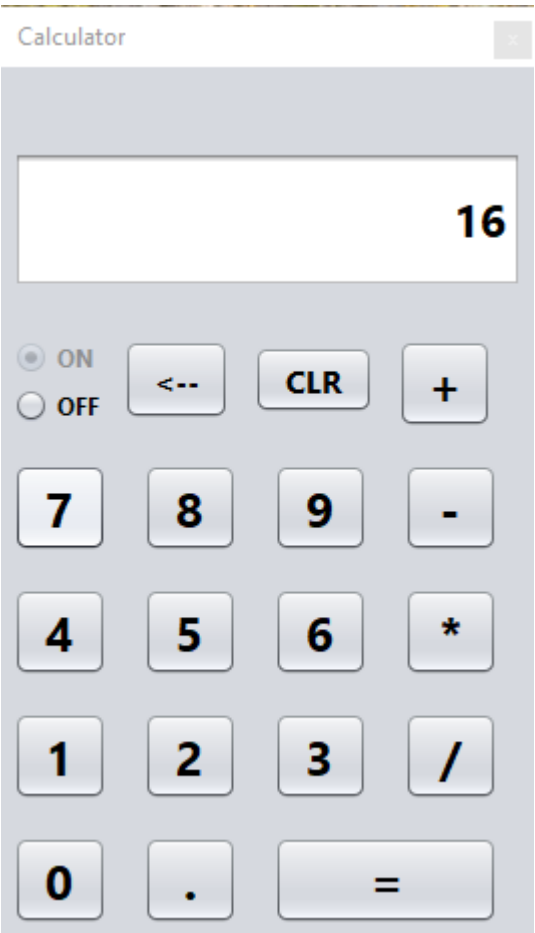 Calculator x
16
ON
OFF
<-- CLR +
7 8 9 -
4 5 6 *
1 2 3 /
0 . =